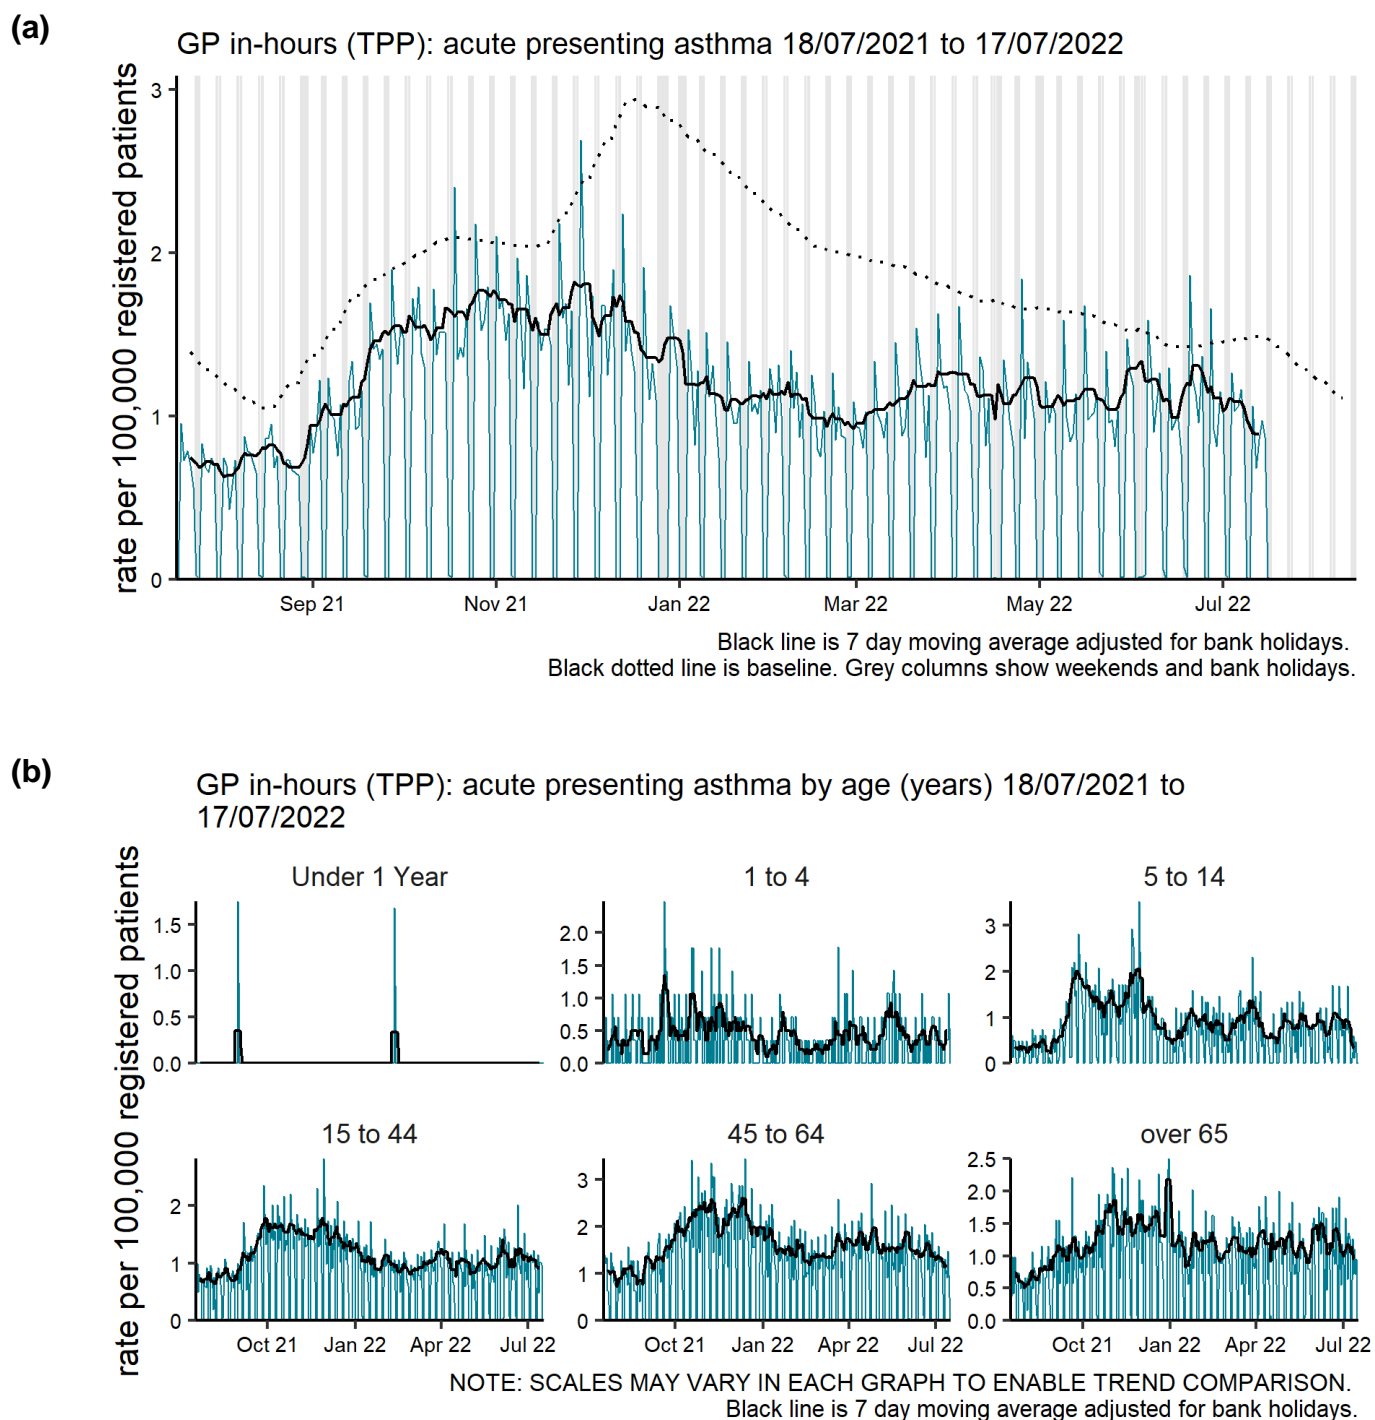 (a)
GP in-hours (TPP): acute presenting asthma 18/07/2021 to 17/07/2022
rate per 100,000 registered patients
3
2
1
0
Sep 21 Nov 21 Jan 22 Mar 22 May 22 Jul 22
Black line is 7 day moving average adjusted for bank holidays.
Black dotted line is baseline. Grey columns show weekends and bank holidays.
(b)
GP in-hours (TPP): acute presenting asthma by age (years) 18/07/2021 to
17/07/2022
rate per 100,000 registered patients
Under 1 Year
1.5
1.0
0.5
0.0
1 to 4
2.0
1.5
1.0
0.5
0.0
5 to 14
3
2
1
0
15 to 44
2
1
0
Oct 21 Jan 22 Apr 22 Jul 22
45 to 64
3
2
1
0
Oct 21 Jan 22 Apr 22 Jul 22
over 65
2.5
2.0
1.5
1.0
0.5
0.0
Oct 21 Jan 22 Apr 22 Jul 22
NOTE: SCALES MAY VARY IN EACH GRAPH TO ENABLE TREND COMPARISON.
Black line is 7 day moving average adjusted for bank holidays.